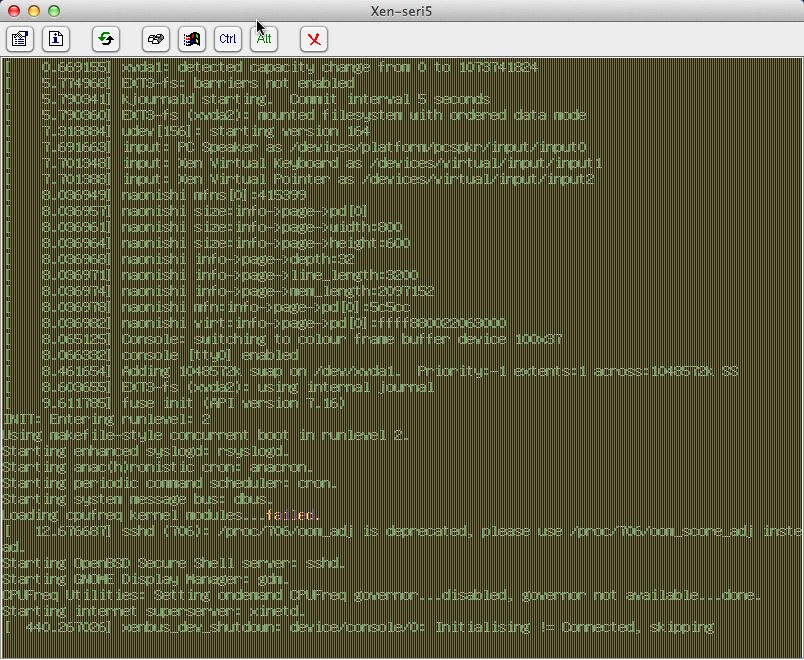 Xen-seri5
Ctrl
Alt
[    0.669155] xvda1: detected capacity change from 0 to 1073741824
[    5.774968] EXT3-fs: barriers not enabled
[    5.790341] kjournald starting.  Commit interval 5 seconds
[    5.790360] EXT3-fs (xvda2): mounted filesystem with ordered data mode
[    7.318884] udev[156]: starting version 164
[    7.691663] input: PC Speaker as /devices/platform/pcspkr/input/input0
[    7.701348] input: Xen Virtual Keyboard as /devices/virtual/input/input1
[    7.701388] input: Xen Virtual Pointer as /devices/virtual/input/input2
[    8.036949] naonishi mfns[0]:415399
[    8.036957] naonishi size:info->page->pd[0]
[    8.036961] naonishi size:info->page->width:800
[    8.036964] naonishi size:info->page->height:600
[    8.036968] naonishi info->page->depth:32
[    8.036971] naonishi info->page->line_length:3200
[    8.036974] naonishi info->page->mem_length:2097152
[    8.036978] naonishi mfn:info->page->pd[0]:5c5cc
[    8.036982] naonishi virt:info->page->pd[0]:ffff880022063000
[    8.065125] Console: switching to colour frame buffer device 100x37
[    8.066332] console [tty0] enabled
[    8.461654] Adding 1048572k swap on /dev/xvda1.  Priority:-1 extents:1 across:1048572k SS
[    8.603655] EXT3-fs (xvda2): using internal journal
[    9.611785] fuse init (API version 7.16)
INIT: Entering runlevel: 2
Using makefile-style concurrent boot in runlevel 2.
Starting enhanced syslogd: rsyslogd.
Starting anac(h)ronistic cron: anacron.
Starting periodic command scheduler: cron.
Starting system message bus: dbus.
Loading cpufreq kernel modules...failed.
[   12.676687] sshd (706): /proc/706/oom_adj is deprecated, please use /proc/706/oom_score_adj inste
ad.
Starting OpenBSD Secure Shell server: sshd.
Starting GNOME Display Manager: gdm.
CPUFreq Utilities: Setting ondemand CPUFreq governor...disabled, governor not available...done.
Starting internet superserver: xinetd.
[  440.267026] xenbus_dev_shutdown: device/console/0: Initialising != Connected, skipping